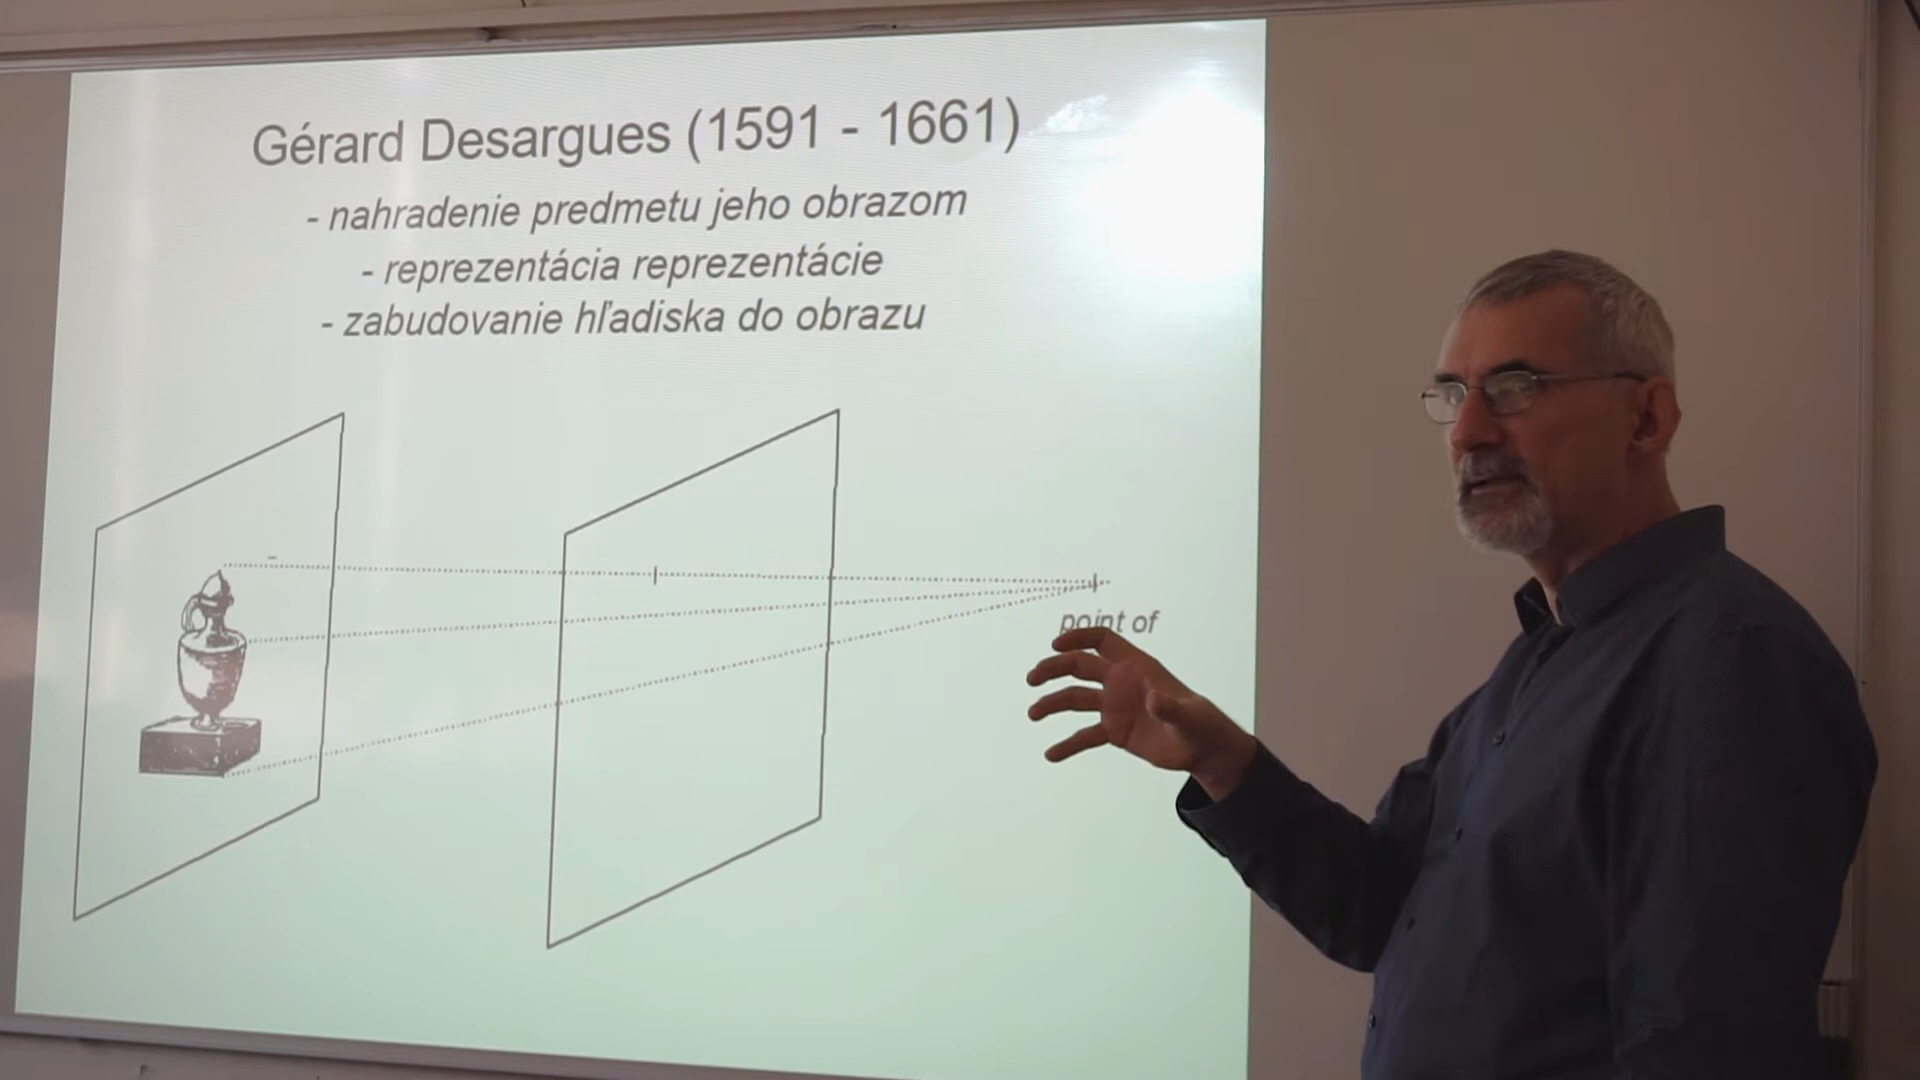 Gérard Desargues (1591 - 1661)
- nahradenie predmetu jeho obrazom
- reprezentácia reprezentácie
- zabudovanie hľadiska do obrazu
point of